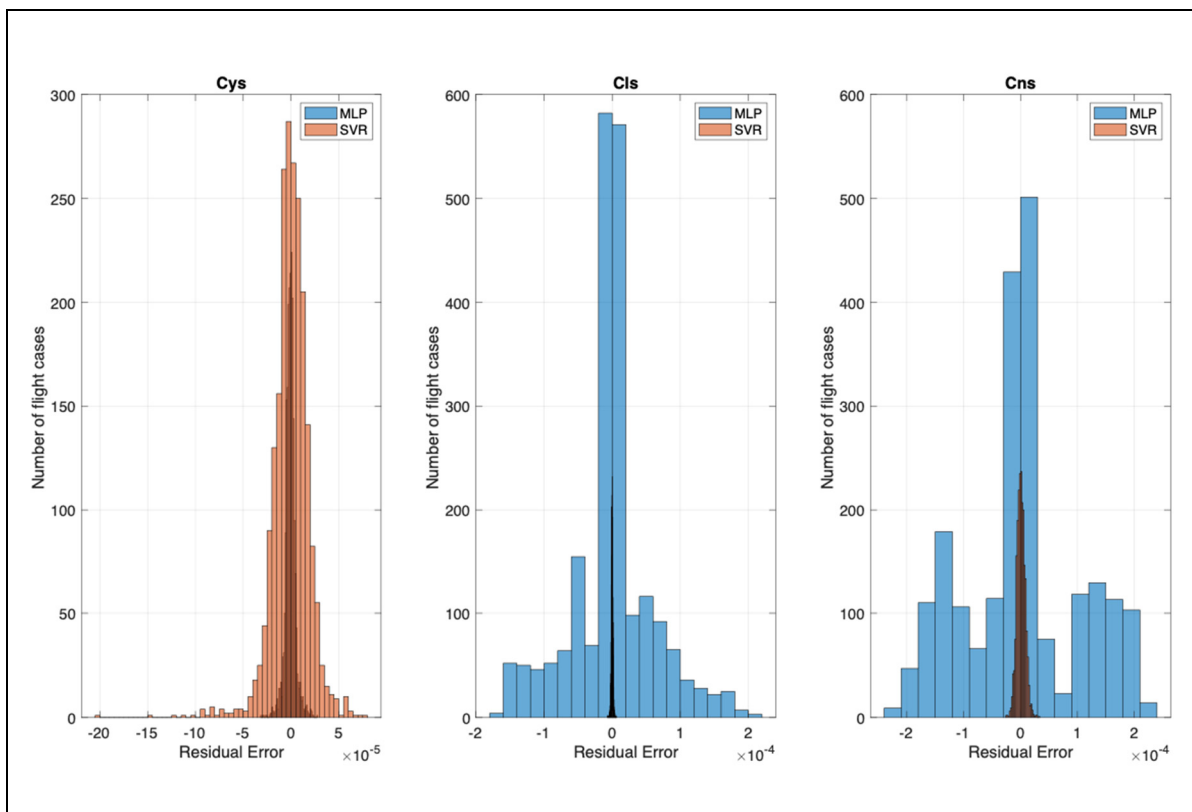 Cys
MLP
SVR
300
250
200
150
100
50
0
Number of flight cases
-20 -15 -10 -5 0 5
Residual Error
×10-5
Cls
MLP
SVR
600
500
400
300
200
100
0
Number of flight cases
-2 -1 0 1 2
Residual Error
×10-4
Cns
MLP
SVR
600
500
400
300
200
100
0
Number of flight cases
-2 -1 0 1 2
Residual Error
×10-4